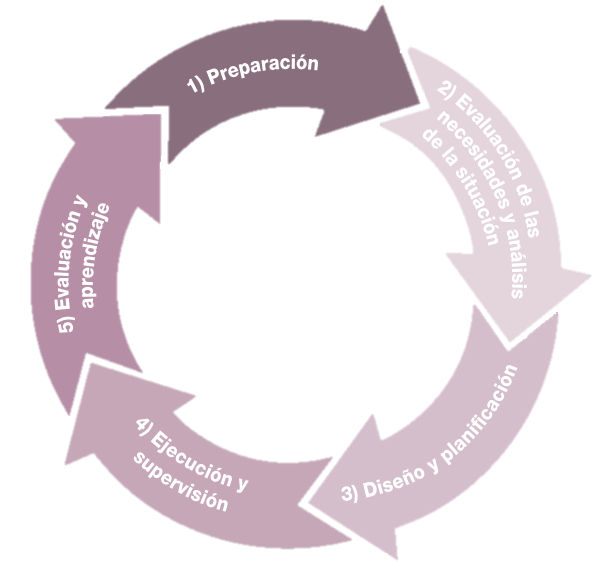 1) Preparación
2) Evaluación de las
necesidades y análisis
de la situación
3) Diseño y planificación
4) Ejecución y
supervisión
5) Evaluación y
aprendizaje